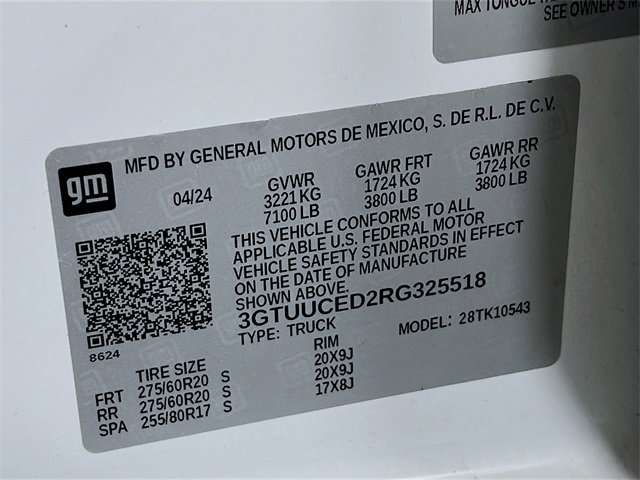 MAX TONGUE
SEE OWNER'S
gm
MFD BY GENERAL MOTORS DE MEXICO, S. DE R.L. DE C.V.
04/24
GVWR
3221 KG
7100 LB
GAWR FRT
1724 KG
3800 LB
GAWR RR
1724 KG
3800 LB
THIS VEHICLE CONFORMS TO ALL
APPLICABLE U.S. FEDERAL MOTOR
VEHICLE SAFETY STANDARDS IN EFFECT
ON THE DATE OF MANUFACTURE
SHOWN ABOVE.
3GTUUCED2RG325518
TYPE: TRUCK
MODEL: 28TK10543
8624
TIRE SIZE
RIM
FRT 275/60R20 S 20X9J
RR 275/60R20 S 20X9J
SPA 255/80R17 S 17X8J